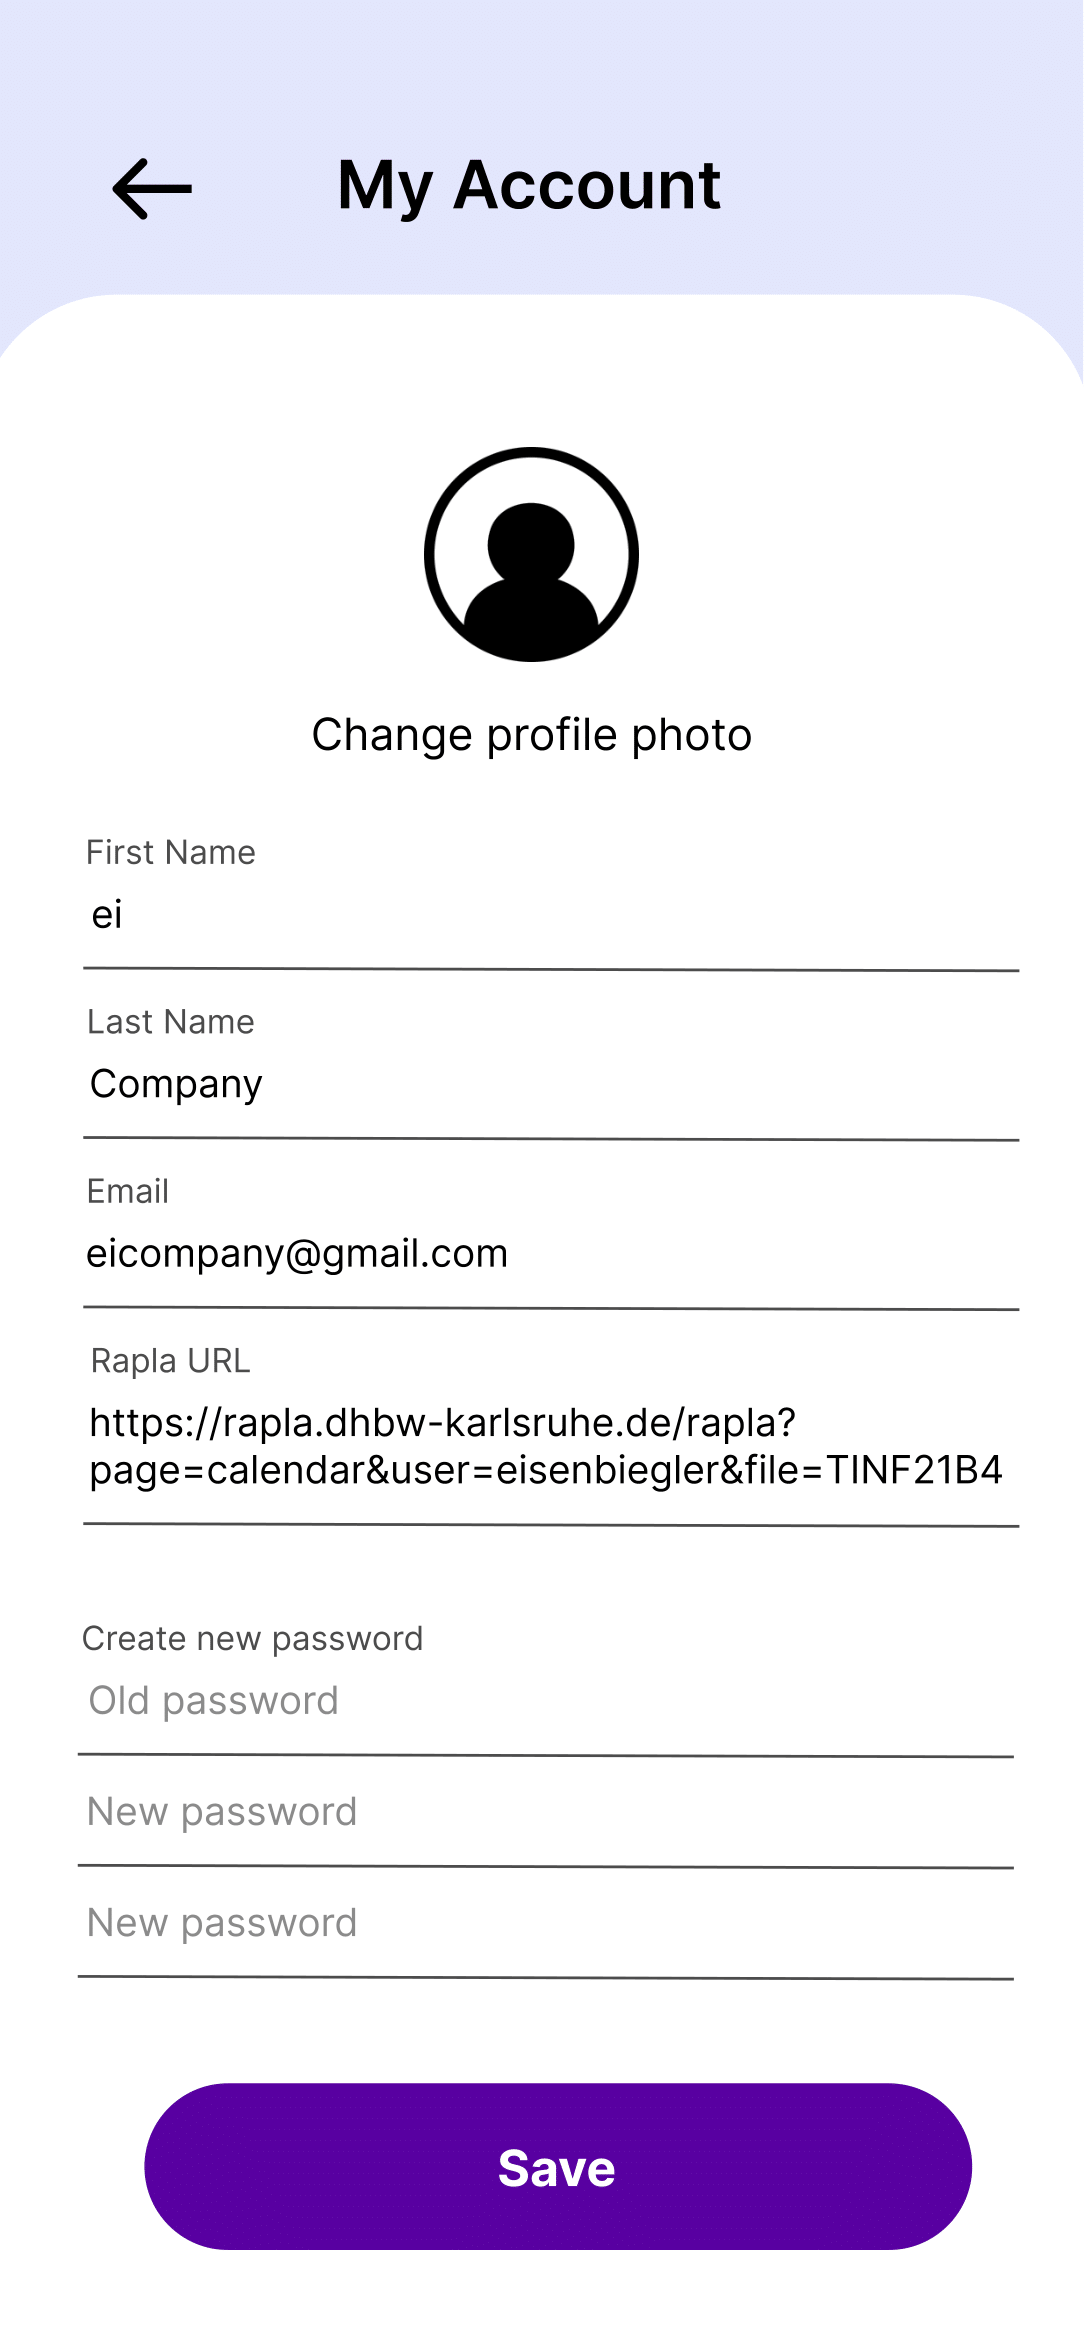 My Account
Change profile photo
First Name
ei
Last Name
Company
Email
eicompany@gmail.com
Rapla URL
https://rapla.dhbw-karlsruhe.de/rapla?
page=calendar&user=eisenbiegler&file=TINF21B4
Create new password
Old password
New password
New password
Save